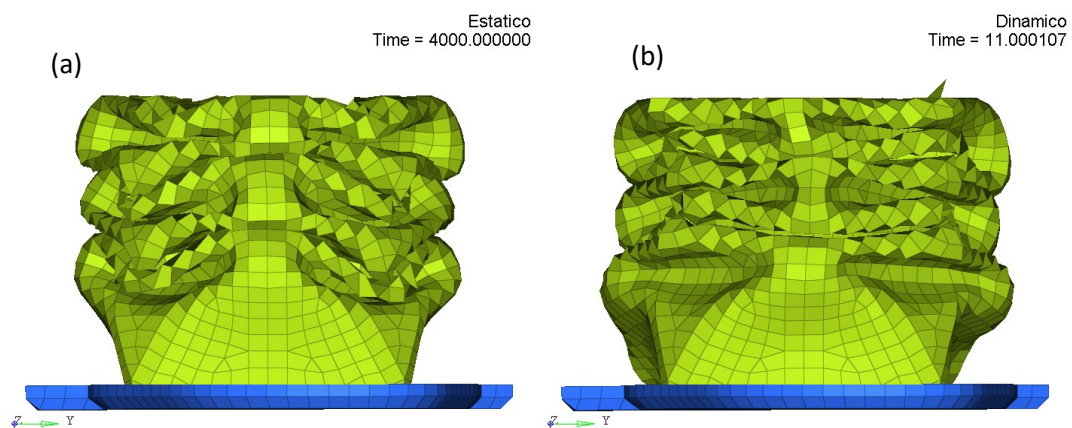 Estatico
Time = 4000.000000
(a)
Dinamico
Time = 11.000107
(b)
Z Y
Z Y